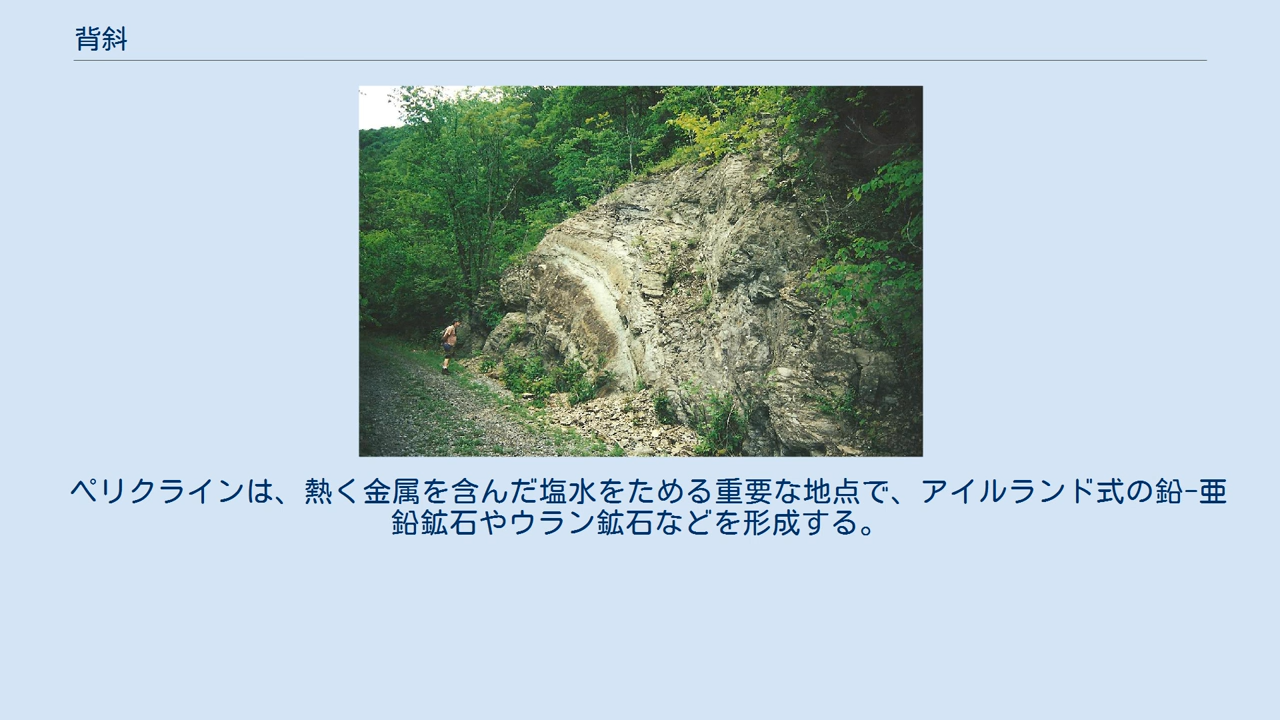 背斜
ペリクラインは、熱く金属を含んだ塩水をためる重要な地点で、アイルランド式の鉛-亜
鉛鉱石やウラン鉱石などを形成する。